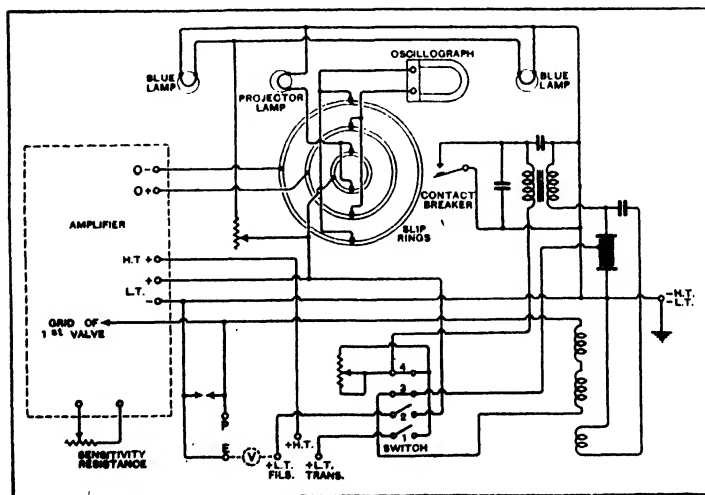 OSCILLOGRAPH
BLUE
LAMP
PROJECTOR
LAMP
BLUE
LAMP
O-
O+
AMPLIFIER
CONTACT
BREAKER
SLIP
RINGS
H.T +
+
L.T.
-
-H.T.
-L.T.
GRID OF
1st VALVE
4
3
2
1
P
E
V
+H.T.
SWITCH
SENSITIVITY
RESISTANCE
+L.T.
FILS.
+L.T.
TRANS.